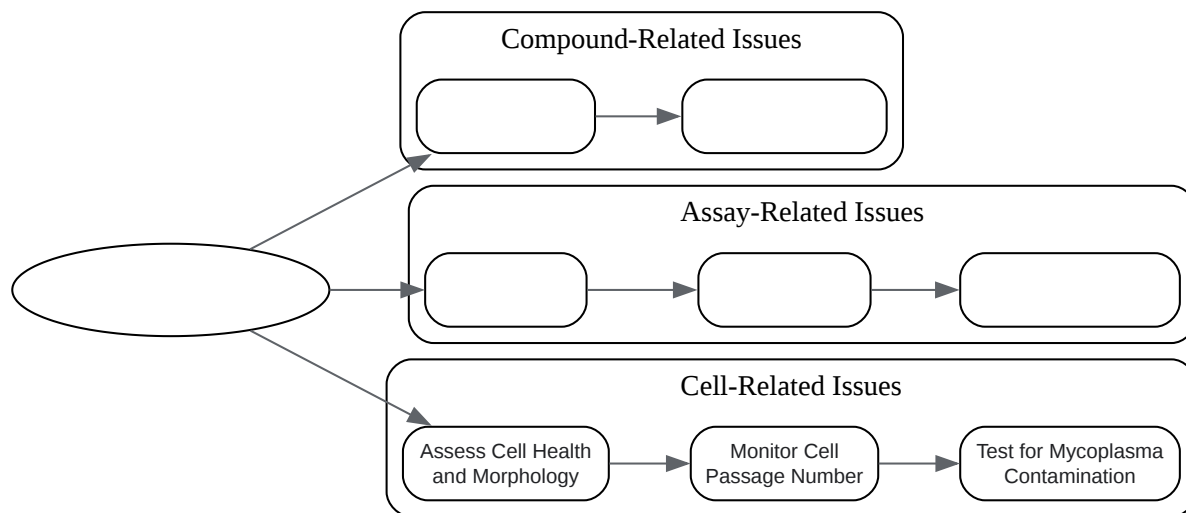 Compound-Related Issues
Assay-Related Issues
Cell-Related Issues
Assess Cell Health
and Morphology
Monitor Cell
Passage Number
Test for Mycoplasma
Contamination